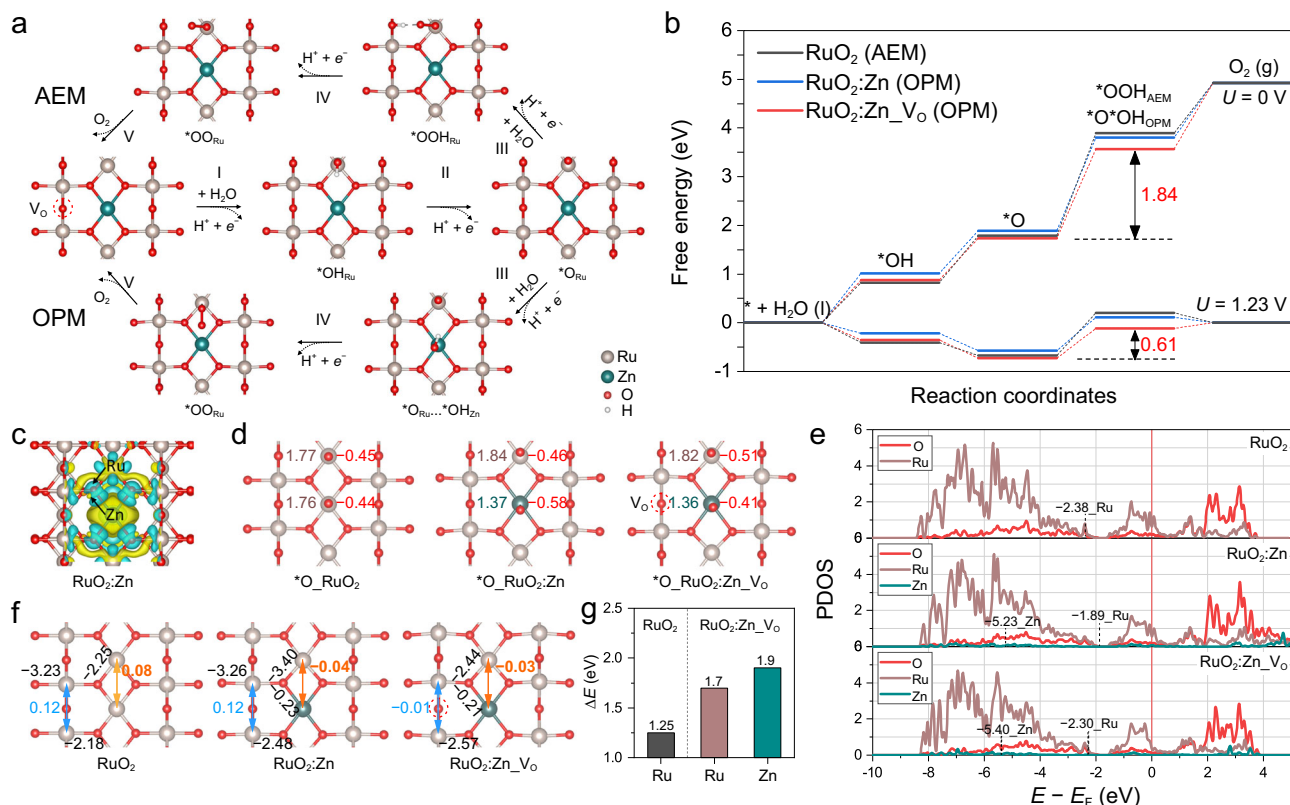 a
AEM
OPM
*OO_Ru
H⁺ + e⁻
IV
*OOH_Ru
H⁺ + e⁻
+ H₂O
III
O₂
V
V_O
I
+ H₂O
H⁺ + e⁻
*OH_Ru
II
H⁺ + e⁻
*O_Ru
V
O₂
III
+ H₂O
H⁺ + e⁻
IV
H⁺ + e⁻
*OO_Ru
*O_Ru...*OH_Zn
Ru
Zn
O
H
b
RuO₂ (AEM)
RuO₂:Zn (OPM)
RuO₂:Zn_V_O (OPM)
O₂ (g)
U = 0 V
*OOH_AEM
*O*OH_OPM
1.84
*O
*OH
* + H₂O (l)
U = 1.23 V
0.61
6
5
4
3
2
1
0
-1
Free energy (eV)
Reaction coordinates
c
Ru
Zn
RuO₂:Zn
d
1.77 −0.45
1.76 −0.44
*O_RuO₂
1.84 −0.46
1.37 −0.58
*O_RuO₂:Zn
1.82 −0.51
V_O 1.36 −0.41
*O_RuO₂:Zn_V_O
e
PDOS
O
Ru
RuO₂
−2.38_Ru
6
4
2
0
O
Ru
Zn
RuO₂:Zn
−5.23_Zn
−1.89_Ru
6
4
2
0
O
Ru
Zn
RuO₂:Zn_V_O
−5.40_Zn
−2.30_Ru
6
4
2
0
-10 -8 -6 -4 -2 0 2 4
E − E_F (eV)
f
−3.23 −2.25 0.08
0.12
−2.18
RuO₂
−3.26 −3.40 −0.04
0.12 −0.23
−2.48
RuO₂:Zn
−2.44 −0.03
−0.01 −0.21
−2.57
RuO₂:Zn_V_O
g
2.5
2.0
1.5
1.0
ΔE (eV)
RuO₂ RuO₂:Zn_V_O
1.25 1.7 1.9
Ru Ru Zn